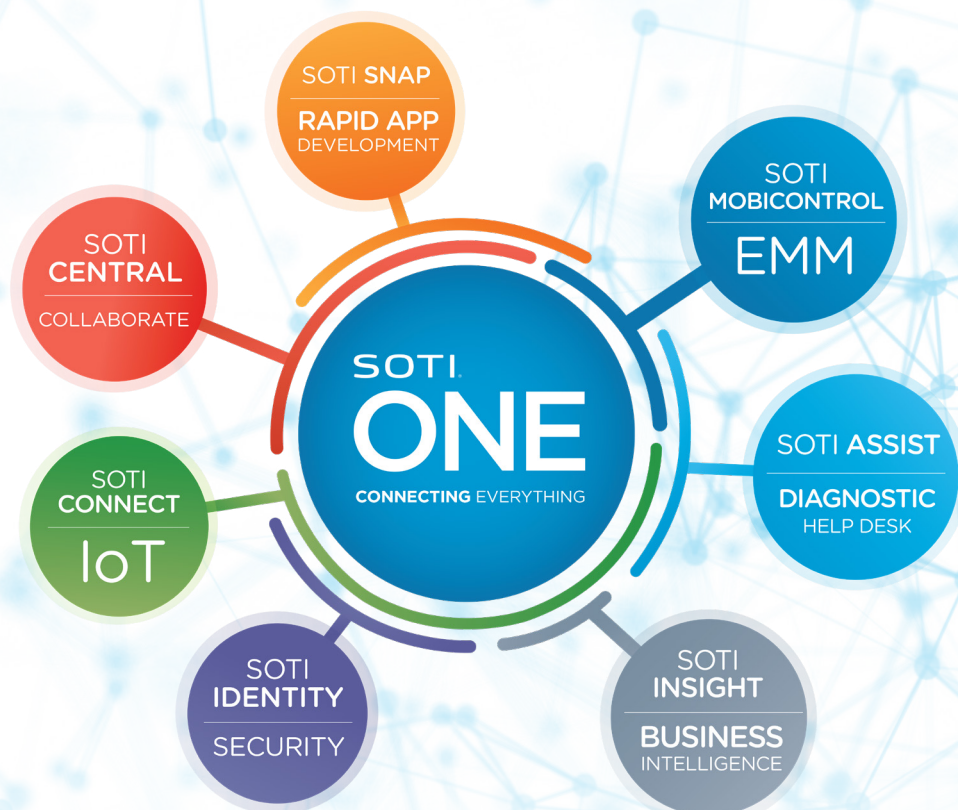 SOTI SNAP
RAPID APP
DEVELOPMENT
SOTI
MOBICONTROL
EMM
SOTI
CENTRAL
COLLABORATE
SOTI.
ONE
CONNECTING EVERYTHING
SOTI ASSIST
DIAGNOSTIC
HELP DESK
SOTI
CONNECT
IoT
SOTI
IDENTITY
SECURITY
SOTI
INSIGHT
BUSINESS
INTELLIGENCE